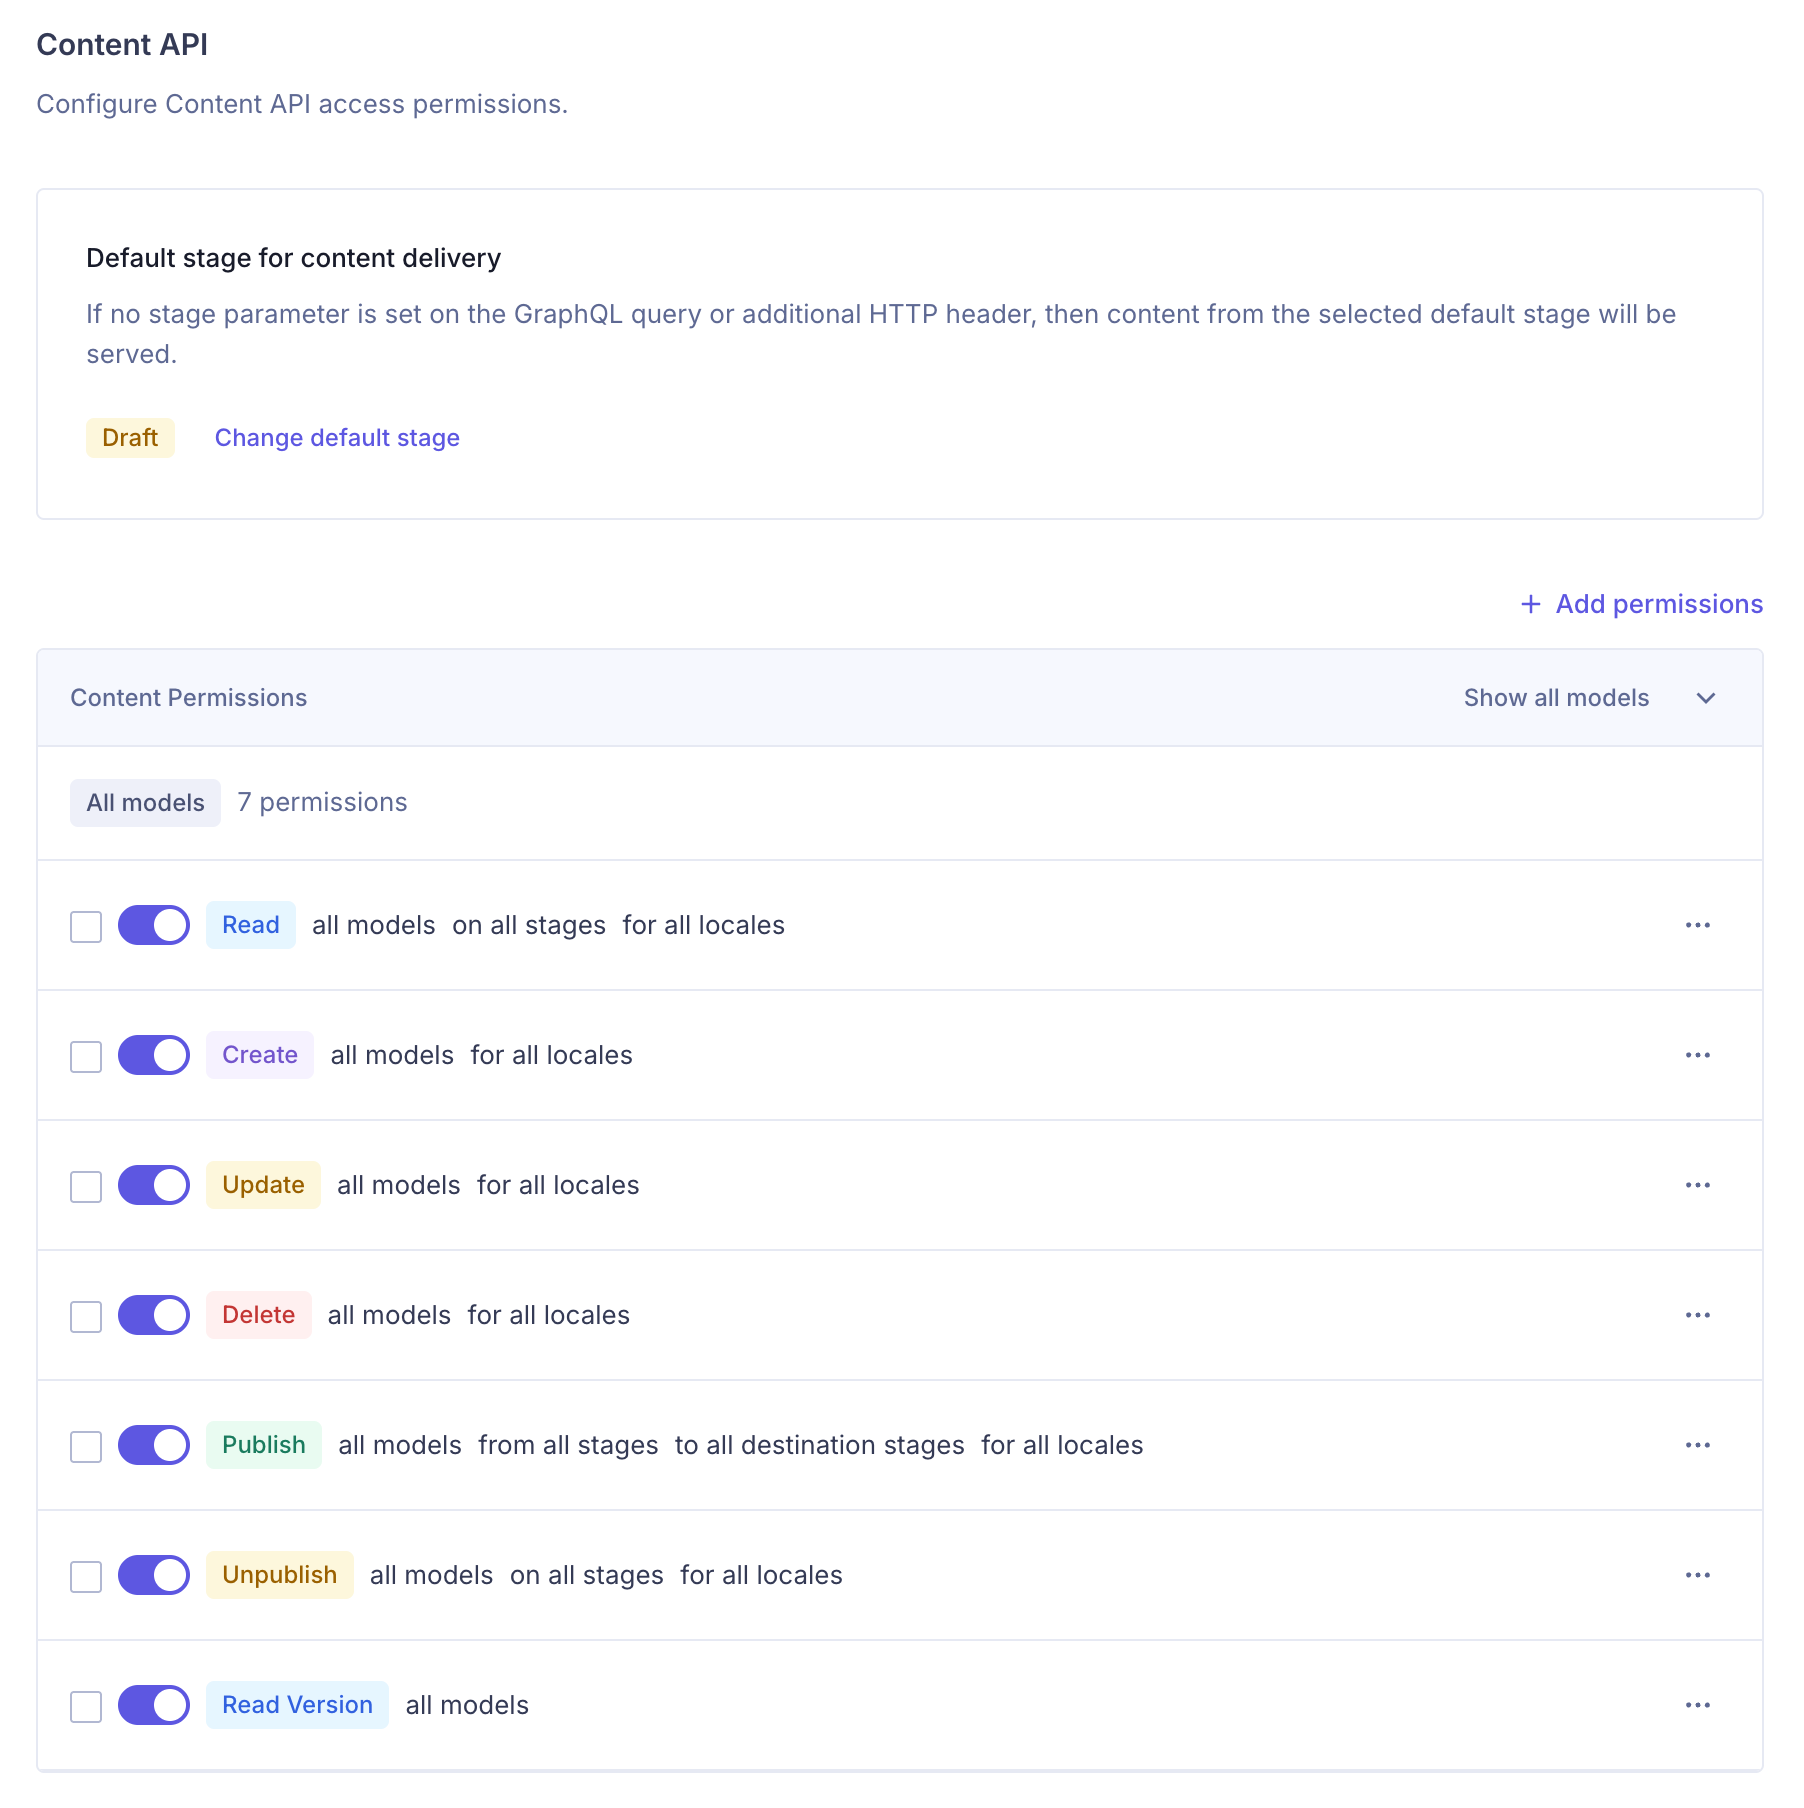 Content API
Configure Content API access permissions.
Default stage for content delivery
If no stage parameter is set on the GraphQL query or additional HTTP header, then content from the selected default stage will be
served.
Draft Change default stage
+ Add permissions
Content Permissions Show all models
All models 7 permissions
Read all models on all stages for all locales
Create all models for all locales
Update all models for all locales
Delete all models for all locales
Publish all models from all stages to all destination stages for all locales
Unpublish all models on all stages for all locales
Read Version all models